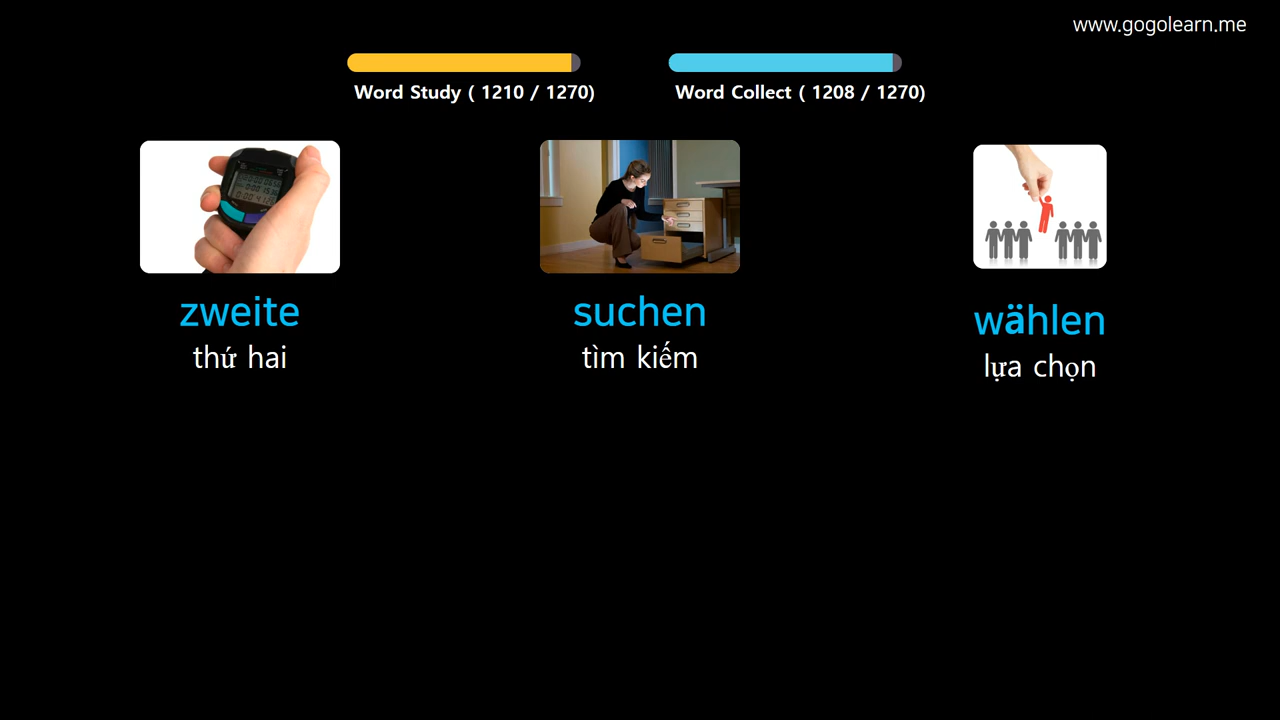 www.gogolearn.me
Word Study ( 1210 / 1270)
Word Collect ( 1208 / 1270)
zweite
thứ hai
suchen
tìm kiếm
wählen
lựa chọn